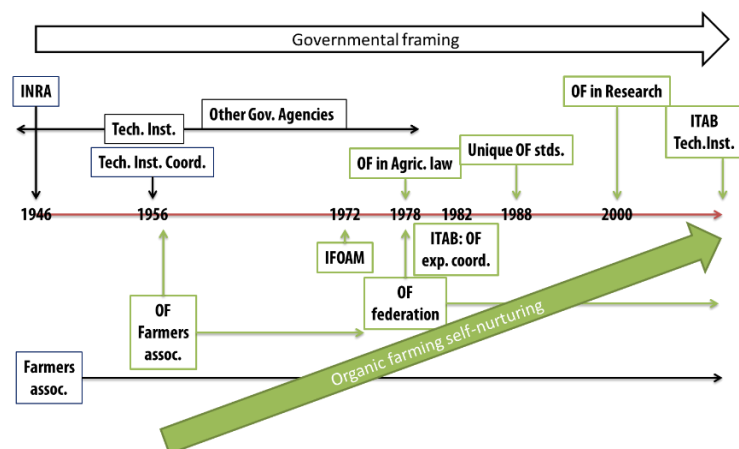 Governmental framing
INRA
OF in Research
Other Gov. Agencies
ITAB
Tech.Inst.
Tech. Inst.
Unique OF stds.
Tech. Inst. Coord.
OF in Agric. law
1946
1956
1972
1978
1982
1988
2000
IFOAM
ITAB: OF
exp. coord.
OF
federation
OF
Farmers
assoc.
Organic farming self-nurturing
Farmers
assoc.